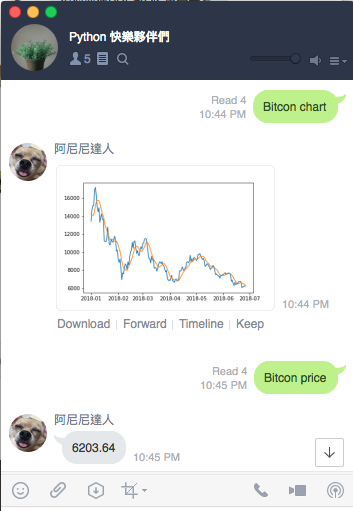 Python 快樂夥伴們
5
Read 4
10:44 PM
Bitcon chart
阿尼尼達人
16000
14000
12000
10000
8000
6000
2018-01 2018-02 2018-03 2018-04 2018-05 2018-06 2018-07
10:44 PM
Download Forward Timeline Keep
Read 4
10:45 PM
Bitcon price
阿尼尼達人
6203.64
10:45 PM